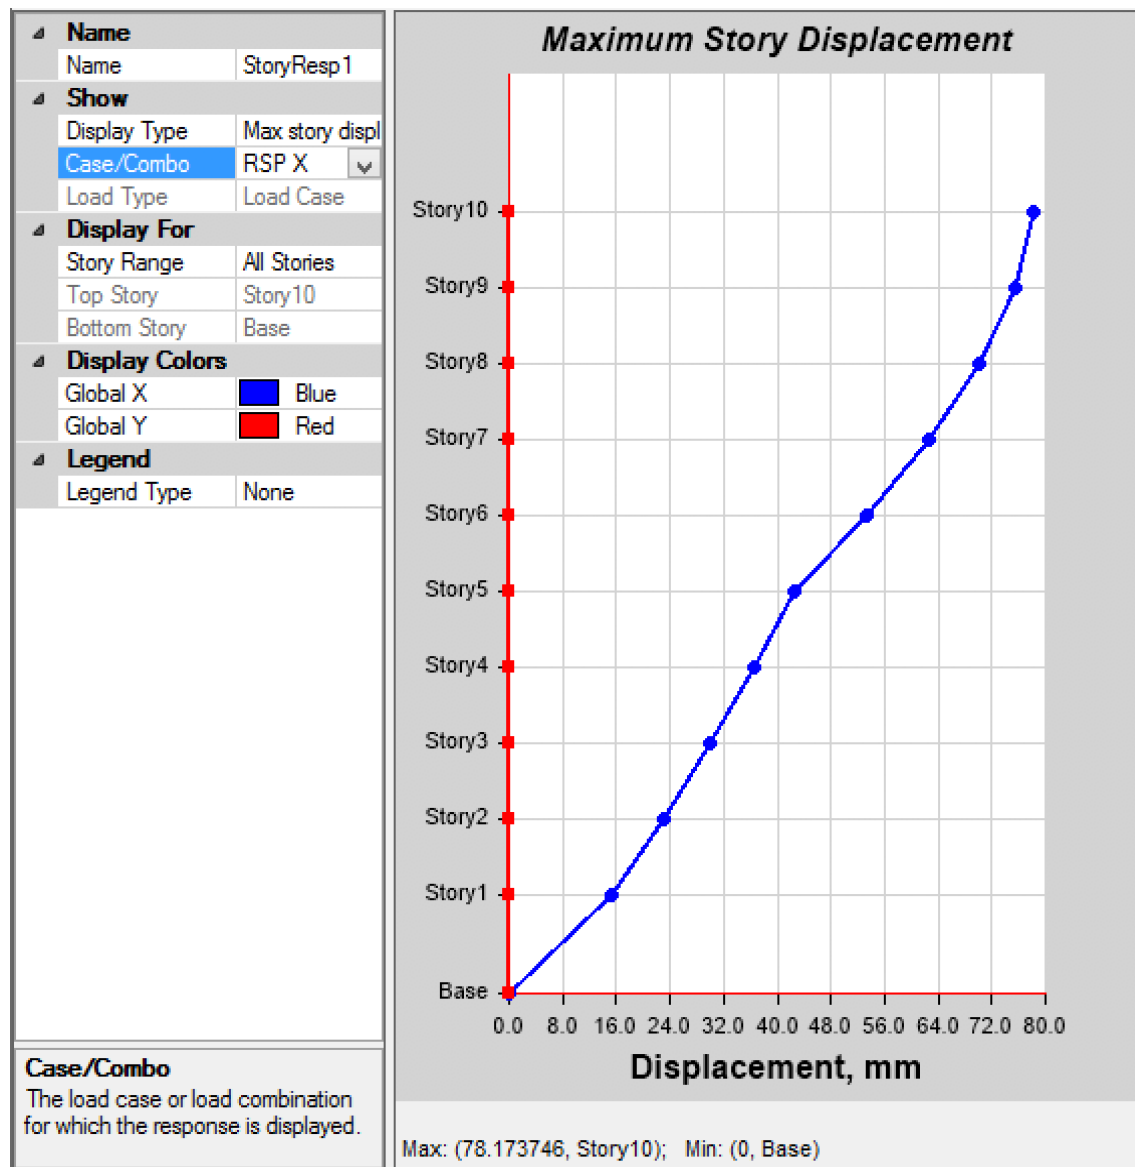 Name
Name StoryResp1
Show
Display Type Max story displ
Case/Combo RSP X
Load Type Load Case
Display For
Story Range All Stories
Top Story Story10
Bottom Story Base
Display Colors
Global X Blue
Global Y Red
Legend
Legend Type None
Case/Combo
The load case or load combination
for which the response is displayed.
Maximum Story Displacement
Story10
Story9
Story8
Story7
Story6
Story5
Story4
Story3
Story2
Story1
Base
0.0 8.0 16.0 24.0 32.0 40.0 48.0 56.0 64.0 72.0 80.0
Displacement, mm
Max: (78.173746, Story10); Min: (0, Base)